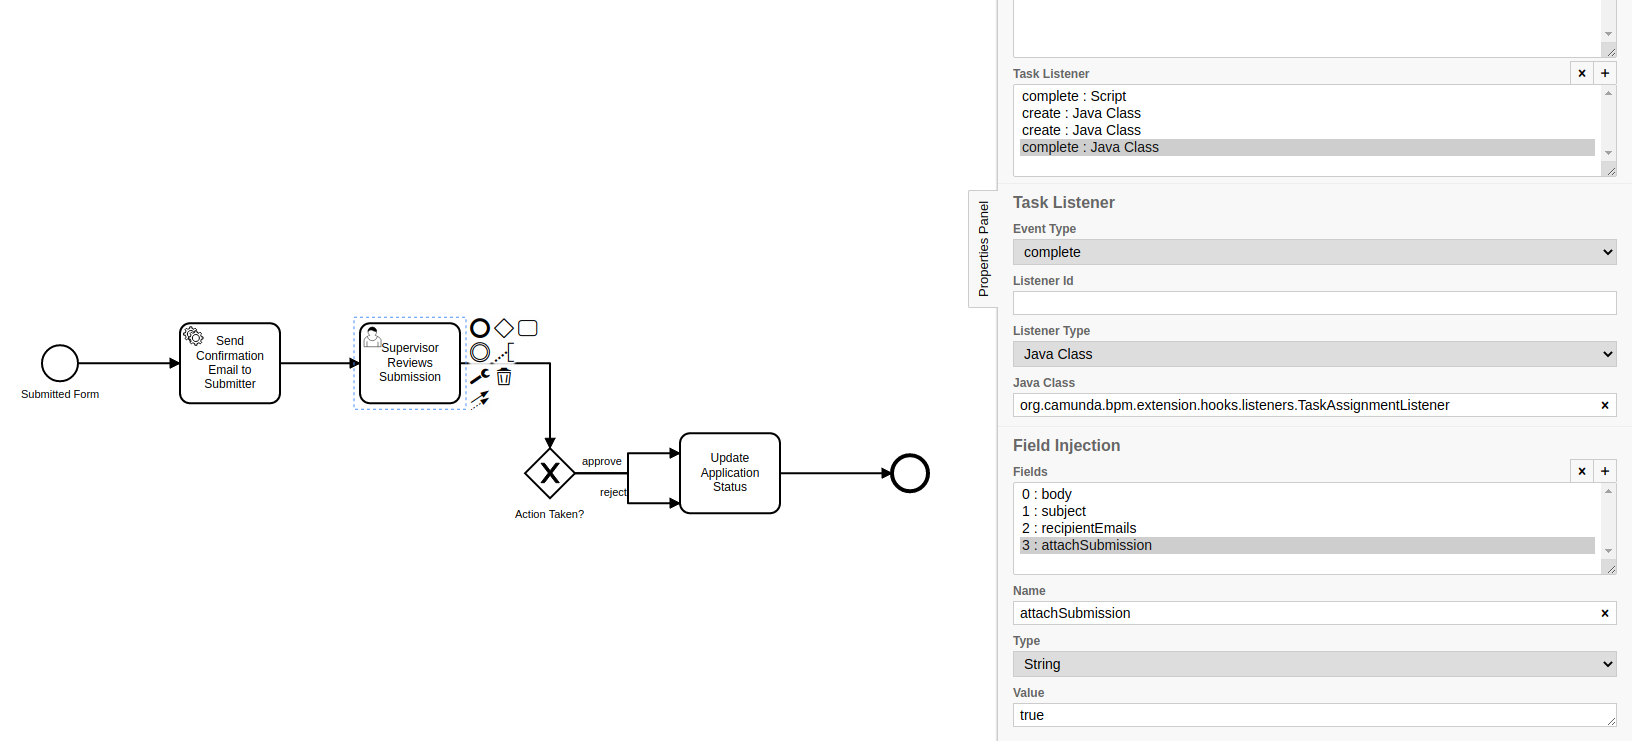 Submitted Form
Send
Confirmation
Email to
Submitter
Supervisor
Reviews
Submission
Action Taken?
approve
reject
Update
Application
Status
Properties Panel
Task Listener
× +
complete : Script
create : Java Class
create : Java Class
complete : Java Class
Task Listener
Event Type
complete
Listener Id
Listener Type
Java Class
Java Class
org.camunda.bpm.extension.hooks.listeners.TaskAssignmentListener ×
Field Injection
Fields
× +
0 : body
1 : subject
2 : recipientEmails
3 : attachSubmission
Name
attachSubmission ×
Type
String
Value
true